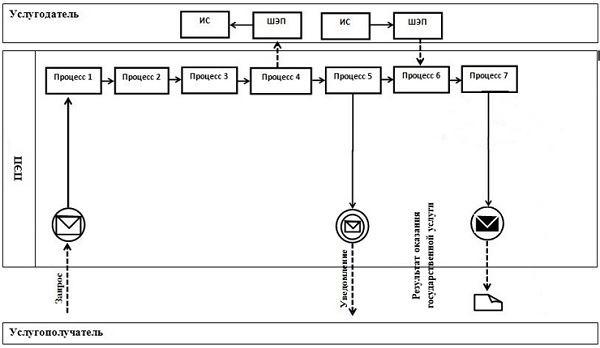 Услугодатель
ИС
ШЭП
ИС
ШЭП
ПЭП
Процесс 1
Процесс 2
Процесс 3
Процесс 4
Процесс 5
Процесс 6
Процесс 7
Запрос
Уведомление
Результат оказания
государственной услуги
Услугополучатель